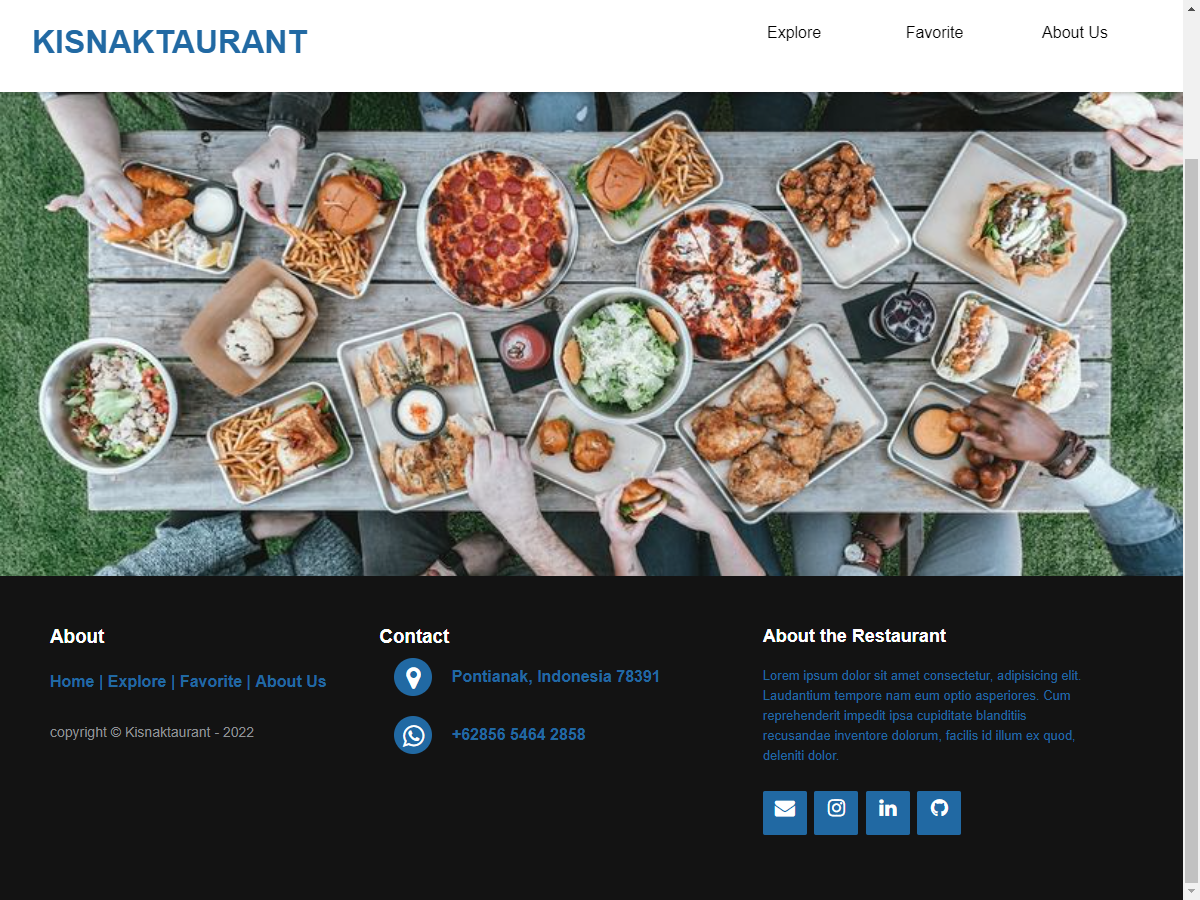 KISNAKTAURANT
Explore
Favorite
About Us
About
Home | Explore | Favorite | About Us
copyright © Kisnaktaurant - 2022
Contact
Pontianak, Indonesia 78391
+62856 5464 2858
About the Restaurant
Lorem ipsum dolor sit amet consectetur, adipisicing elit.
Laudantium tempore nam eum optio asperiores. Cum
reprehenderit impedit ipsa cupiditate blanditiis
recusandae inventore dolorum, facilis id illum ex quod,
deleniti dolor.